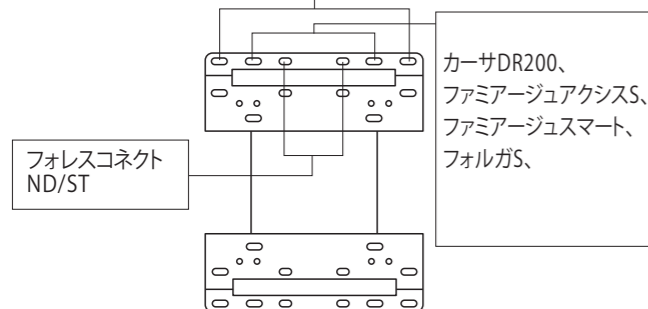 カーサDR200、
ファミアージュアクシスS、
ファミアージュスマート、
フォルガS、
フォレスコネクト
ND/ST